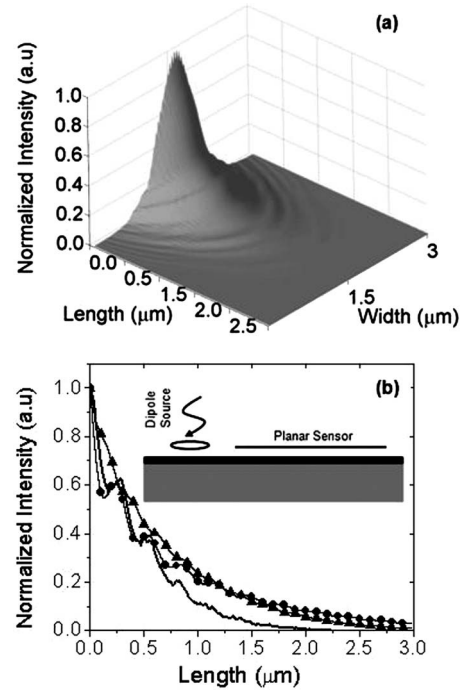 (a)
Normalized Intensity (a.u)
1.0
0.8
0.6
0.4
0.2
0.0
0.0
0.5
1.0
1.5
2.0
2.5
Length (μm)
1.5
3
Width (μm)
(b)
Normalized Intensity (a.u)
1.0
0.8
0.6
0.4
0.2
0.0
Dipole
Source
Planar Sensor
0.0 0.5 1.0 1.5 2.0 2.5 3.0
Length (μm)